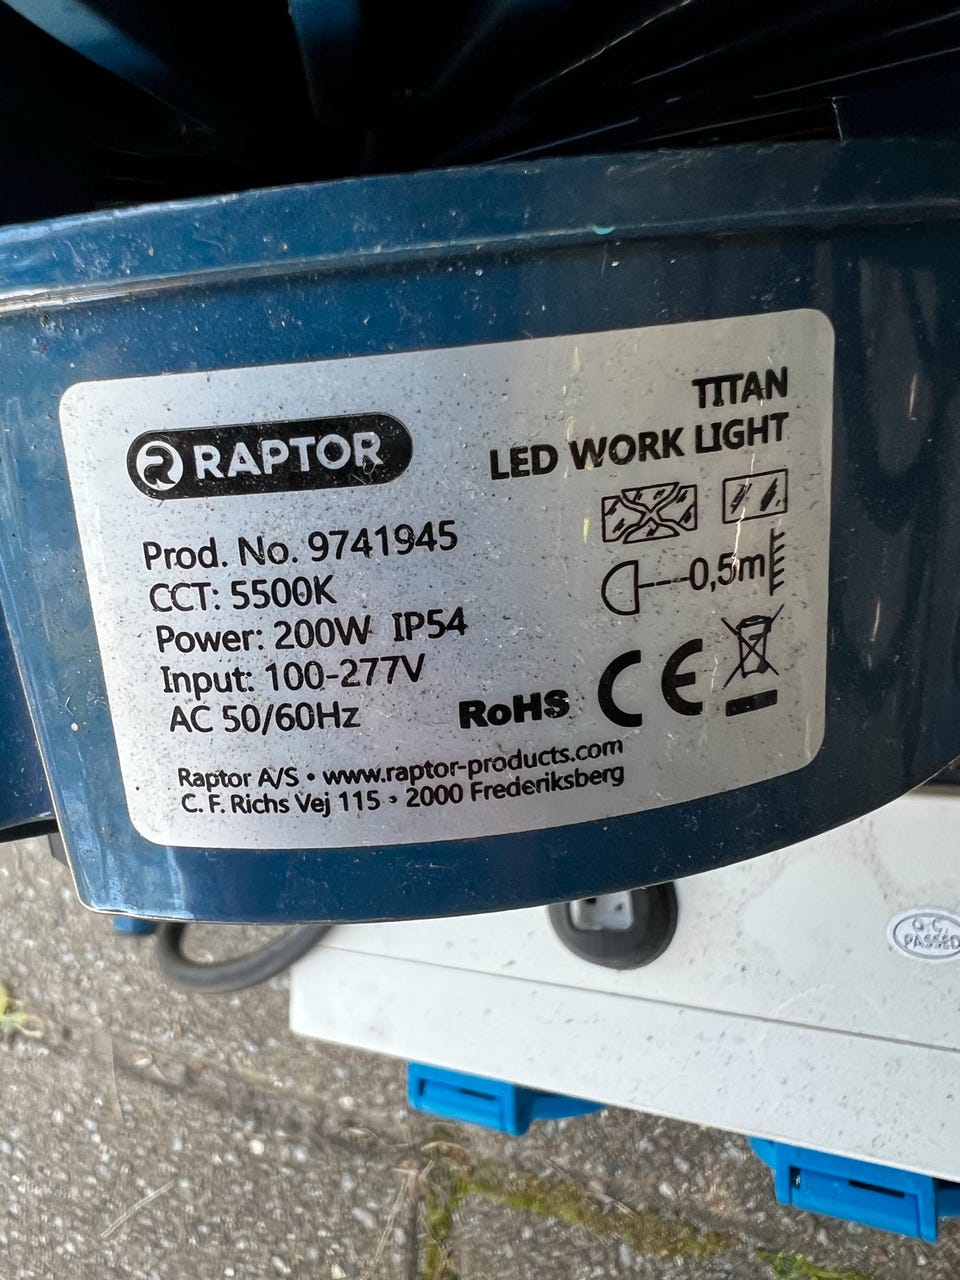 TITAN
LED WORK LIGHT
R RAPTOR
Prod. No. 9741945
CCT: 5500K
Power: 200W IP54
Input: 100-277V
AC 50/60Hz
0,5m
RoHS CE
Raptor A/S • www.raptor-products.com
C. F. Richs Vej 115 • 2000 Frederiksberg
Q.C.
PASSED